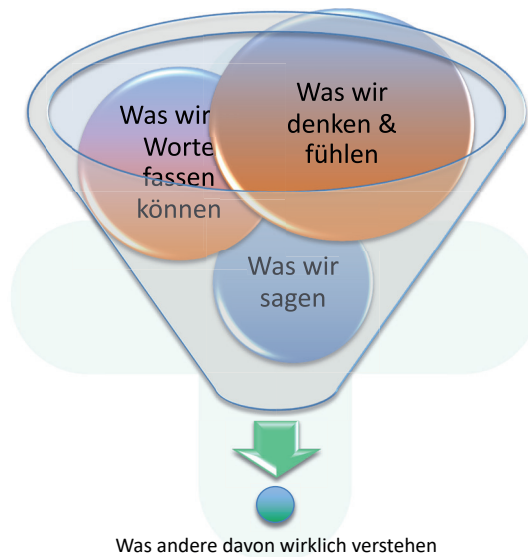 Was wir
denken &
fühlen
Was wir
Worte
fassen
können
Was wir
sagen
Was andere davon wirklich verstehen